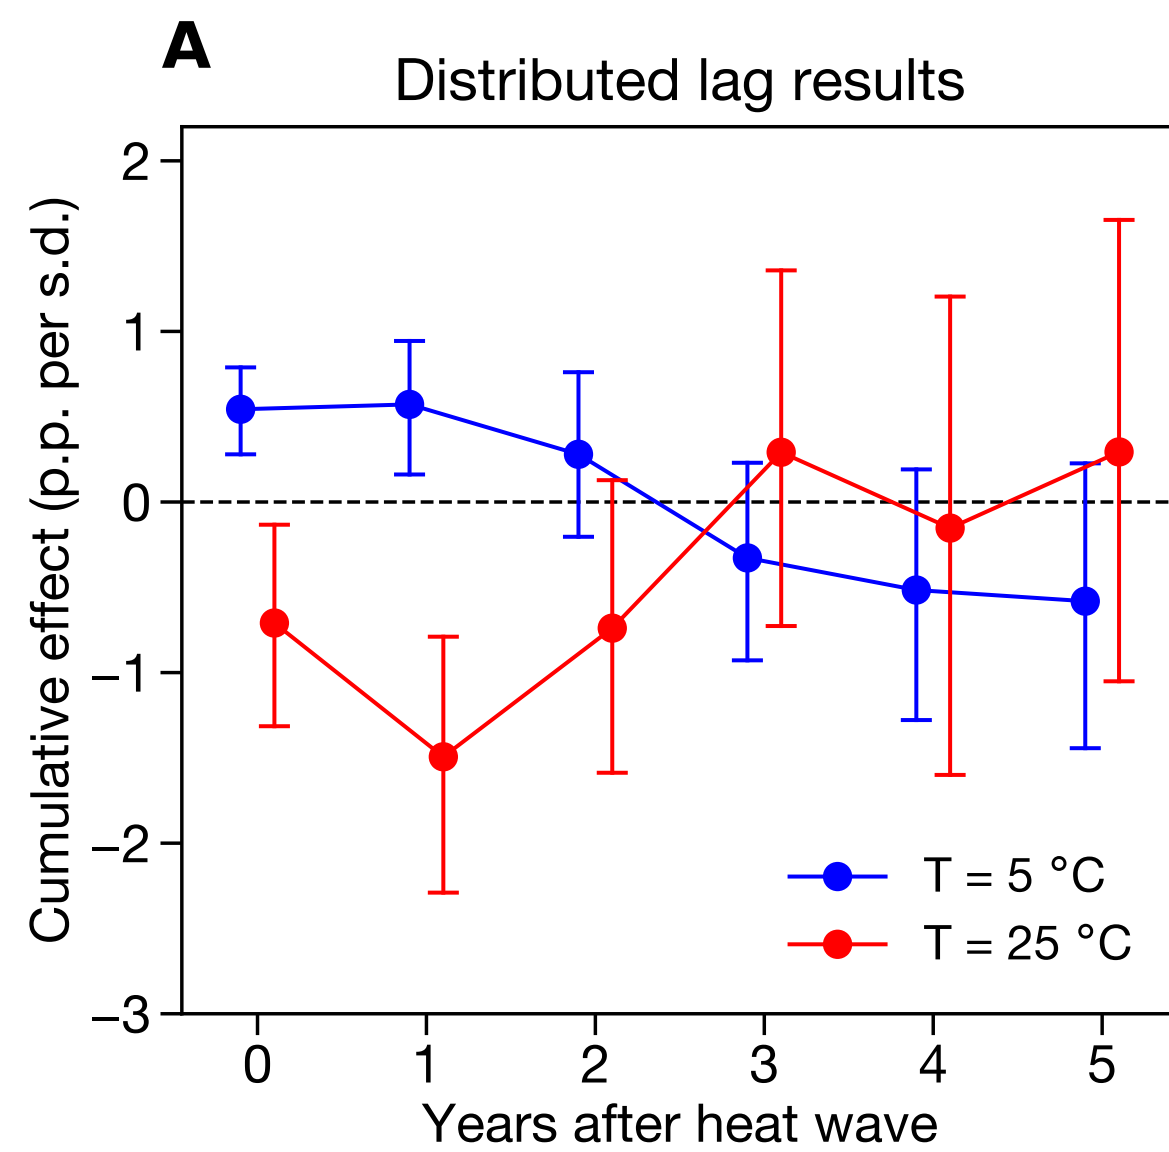 A
Distributed lag results
Cumulative effect (p.p. per s.d.)
2
1
0
−1
−2
−3
T = 5 °C
T = 25 °C
0 1 2 3 4 5
Years after heat wave